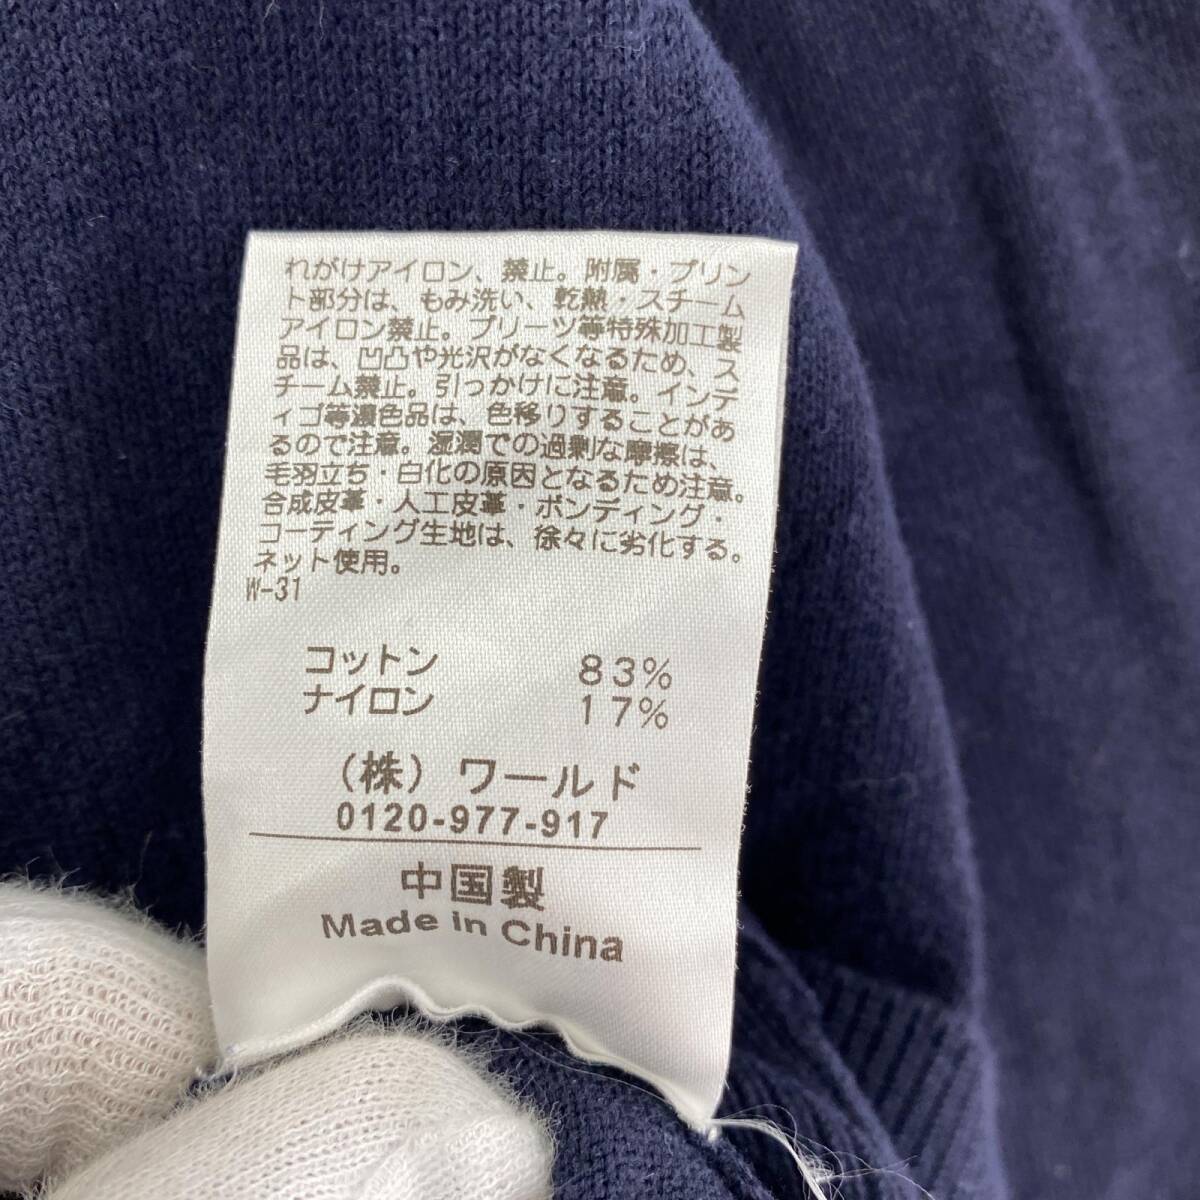 れがけアイロン、禁止。附属・プリン
ト部分は、もみ洗い、乾熱・スチーム
アイロン禁止。プリーツ等特殊加工製
品は、凹凸や光沢がなくなるため、ス
チーム禁止。引っかけに注意。インデ
ィゴ等濃色品は、色移りすることがあ
るので注意。湿潤での過剰な摩擦は、
毛羽立ち・白化の原因となるため注意。
合成皮革・人工皮革・ボンディング・
コーティング生地は、徐々に劣化する。
ネット使用。
W-31
コットン 83%
ナイロン 17%
(株)ワールド
0120-977-917
中国製
Made in China